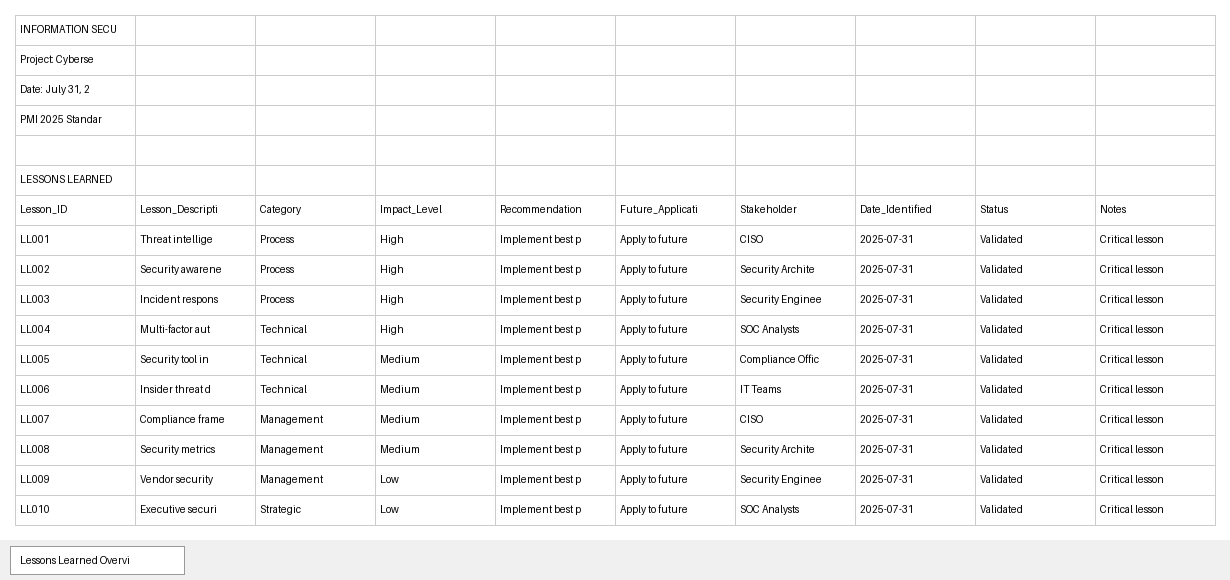 INFORMATION SECU
Project: Cyberse
Date: July 31, 2
PMI 2025 Standar
LESSONS LEARNED
Lesson_ID Lesson_Descripti Category Impact_Level Recommendation Future_Applicati Stakeholder Date_Identified Status Notes
LL001 Threat intellige Process High Implement best p Apply to future CISO 2025-07-31 Validated Critical lesson
LL002 Security awarene Process High Implement best p Apply to future Security Archite 2025-07-31 Validated Critical lesson
LL003 Incident respons Process High Implement best p Apply to future Security Enginee 2025-07-31 Validated Critical lesson
LL004 Multi-factor aut Technical High Implement best p Apply to future SOC Analysts 2025-07-31 Validated Critical lesson
LL005 Security tool in Technical Medium Implement best p Apply to future Compliance Offic 2025-07-31 Validated Critical lesson
LL006 Insider threat d Technical Medium Implement best p Apply to future IT Teams 2025-07-31 Validated Critical lesson
LL007 Compliance frame Management Medium Implement best p Apply to future CISO 2025-07-31 Validated Critical lesson
LL008 Security metrics Management Medium Implement best p Apply to future Security Archite 2025-07-31 Validated Critical lesson
LL009 Vendor security Management Low Implement best p Apply to future Security Enginee 2025-07-31 Validated Critical lesson
LL010 Executive securi Strategic Low Implement best p Apply to future SOC Analysts 2025-07-31 Validated Critical lesson
Lessons Learned Overvi